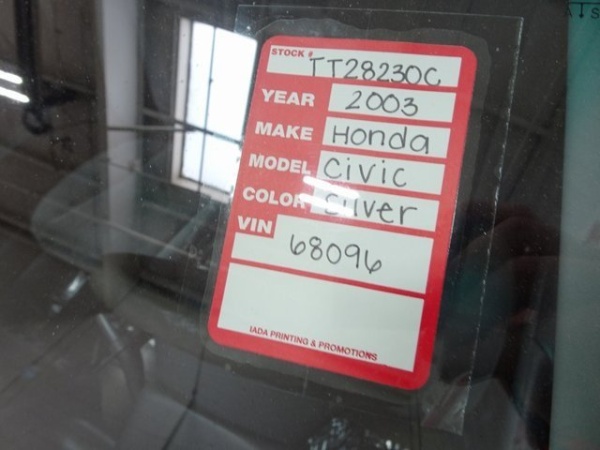 STOCK #
TT28230C
YEAR 2003
MAKE Honda
MODEL Civic
COLOR Silver
VIN
68096
IADA PRINTING & PROMOTIONS